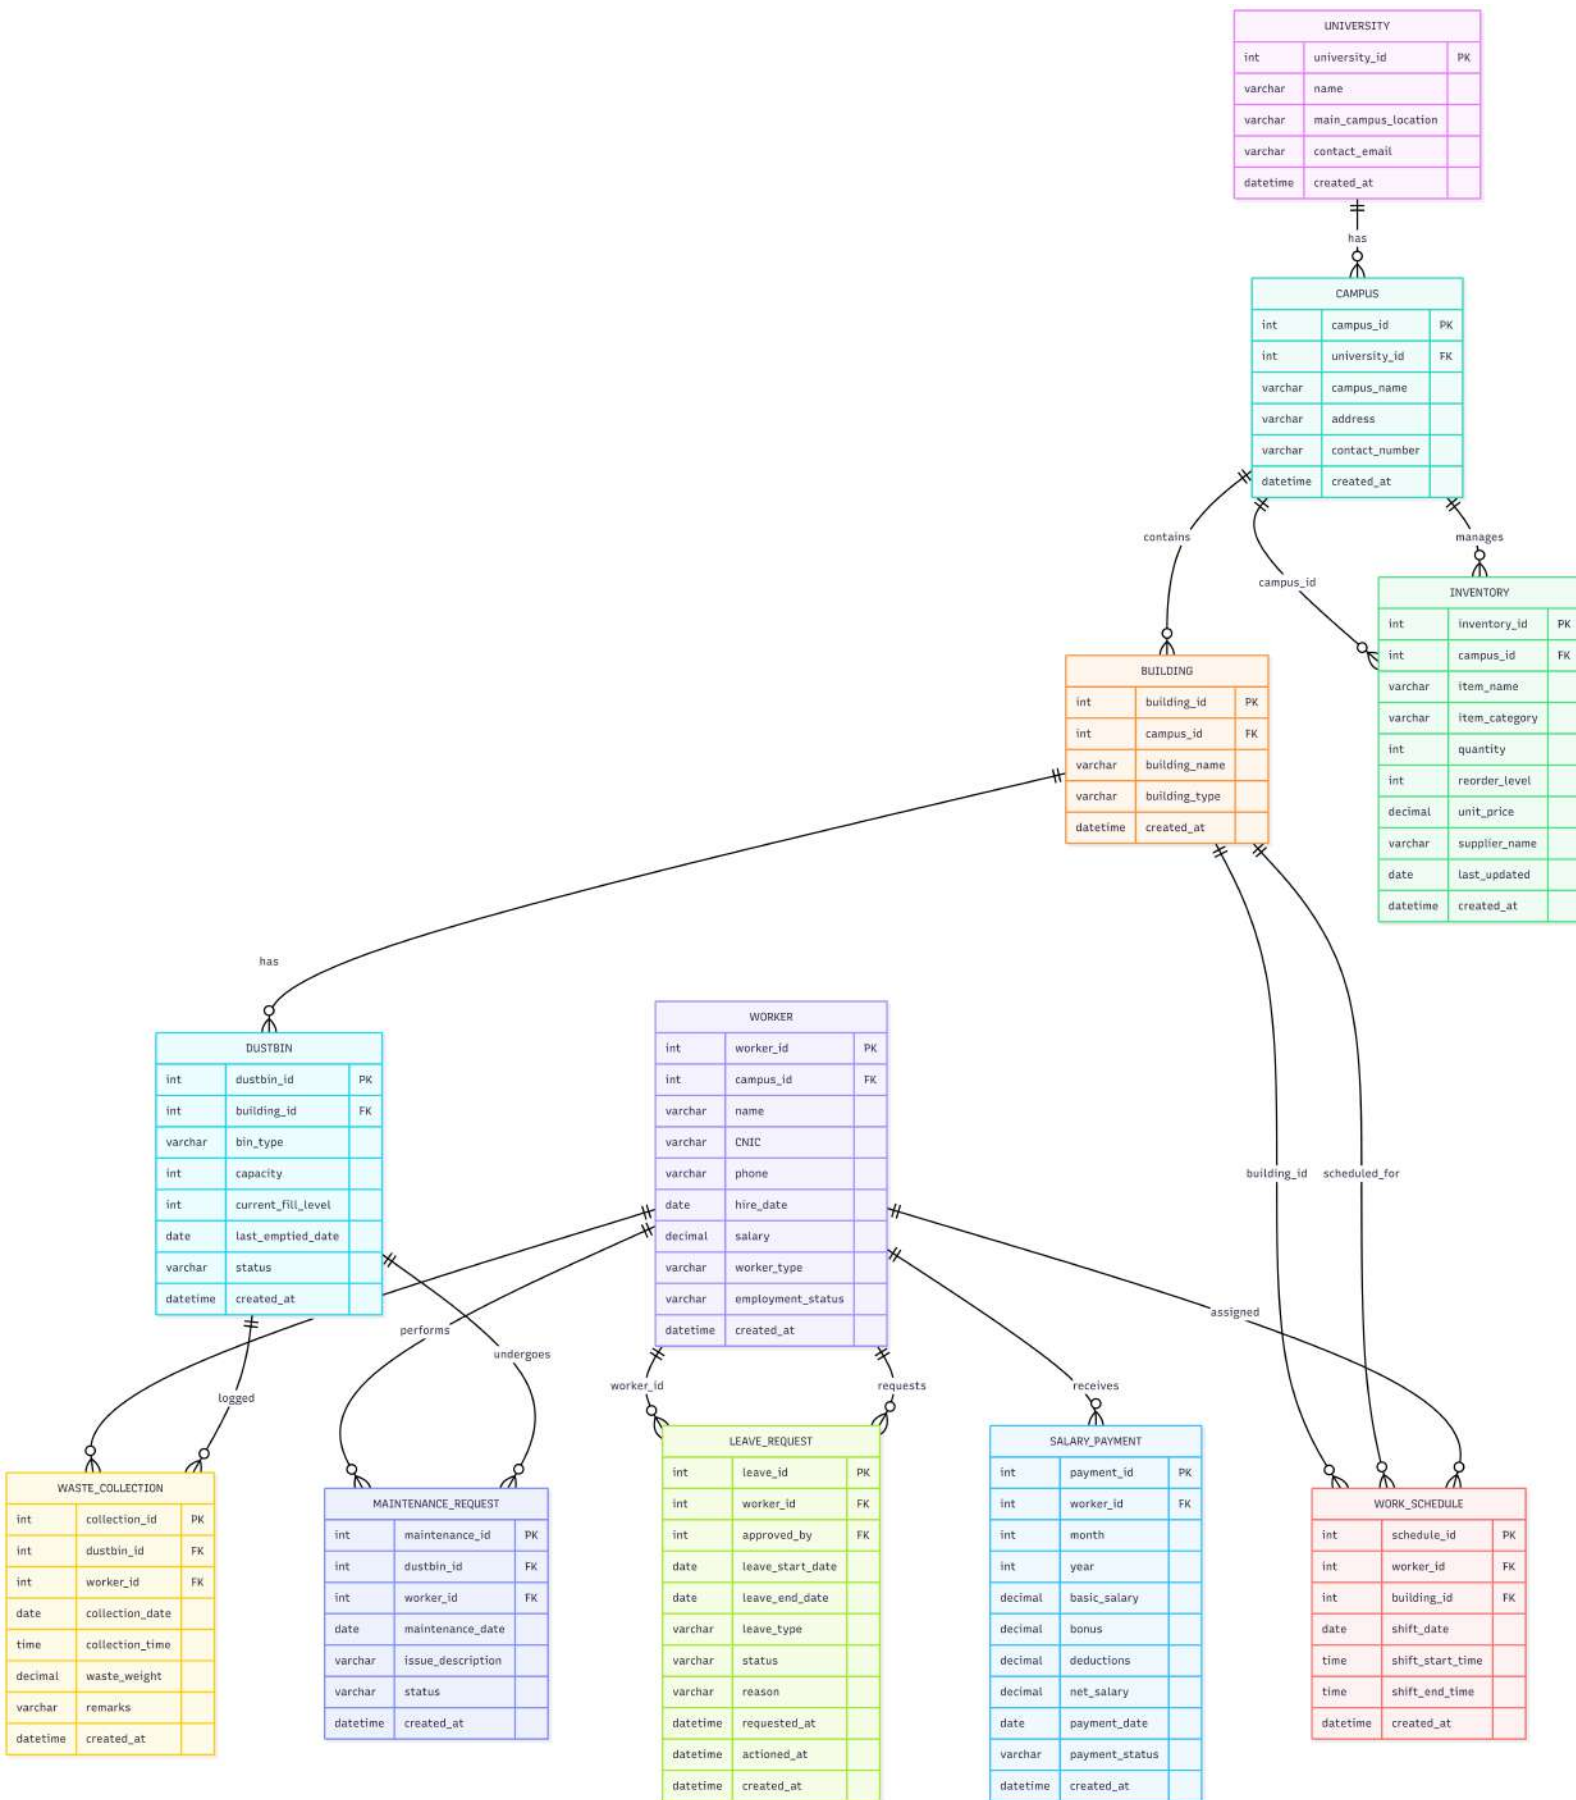 UNIVERSITY
int university_id PK
varchar name
varchar main_campus_location
varchar contact_email
datetime created_at
has
CAMPUS
int campus_id PK
int university_id FK
varchar campus_name
varchar address
varchar contact_number
datetime created_at
contains
manages
campus_id
INVENTORY
int inventory_id PK
int campus_id FK
varchar item_name
varchar item_category
int quantity
int reorder_level
decimal unit_price
varchar supplier_name
date last_updated
datetime created_at
BUILDING
int building_id PK
int campus_id FK
varchar building_name
varchar building_type
datetime created_at
has
building_id
scheduled_for
DUSTBIN
int dustbin_id PK
int building_id FK
varchar bin_type
int capacity
int current_fill_level
date last_emptied_date
varchar status
datetime created_at
WORKER
int worker_id PK
int campus_id FK
varchar name
varchar CNIC
varchar phone
date hire_date
decimal salary
varchar worker_type
varchar employment_status
datetime created_at
assigned
performs
undergoes
logged
worker_id
requests
receives
WASTE_COLLECTION
int collection_id PK
int dustbin_id FK
int worker_id FK
date collection_date
time collection_time
decimal waste_weight
varchar remarks
datetime created_at
MAINTENANCE_REQUEST
int maintenance_id PK
int dustbin_id FK
int worker_id FK
date maintenance_date
varchar issue_description
varchar status
datetime created_at
LEAVE_REQUEST
int leave_id PK
int worker_id FK
int approved_by FK
date leave_start_date
date leave_end_date
varchar leave_type
varchar status
varchar reason
datetime requested_at
datetime actioned_at
datetime created_at
SALARY_PAYMENT
int payment_id PK
int worker_id FK
int month
int year
decimal basic_salary
decimal bonus
decimal deductions
decimal net_salary
date payment_date
varchar payment_status
datetime created_at
WORK_SCHEDULE
int schedule_id PK
int worker_id FK
int building_id FK
date shift_date
time shift_start_time
time shift_end_time
datetime created_at